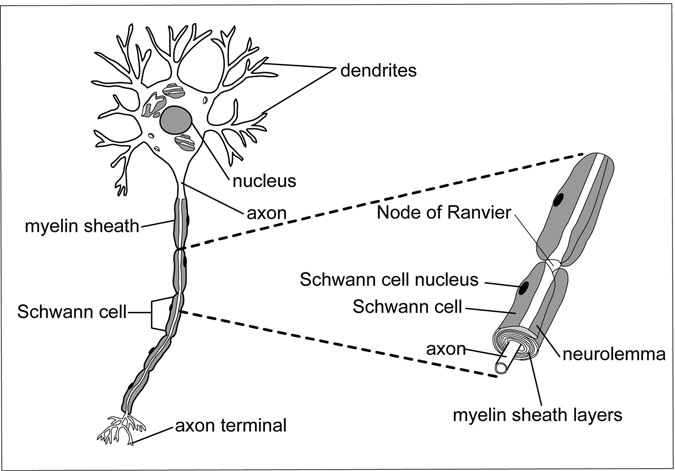 dendrites
nucleus
axon
myelin sheath
Node of Ranvier
Schwann cell nucleus
Schwann cell
Schwann cell
axon
neurolemma
myelin sheath layers
axon terminal